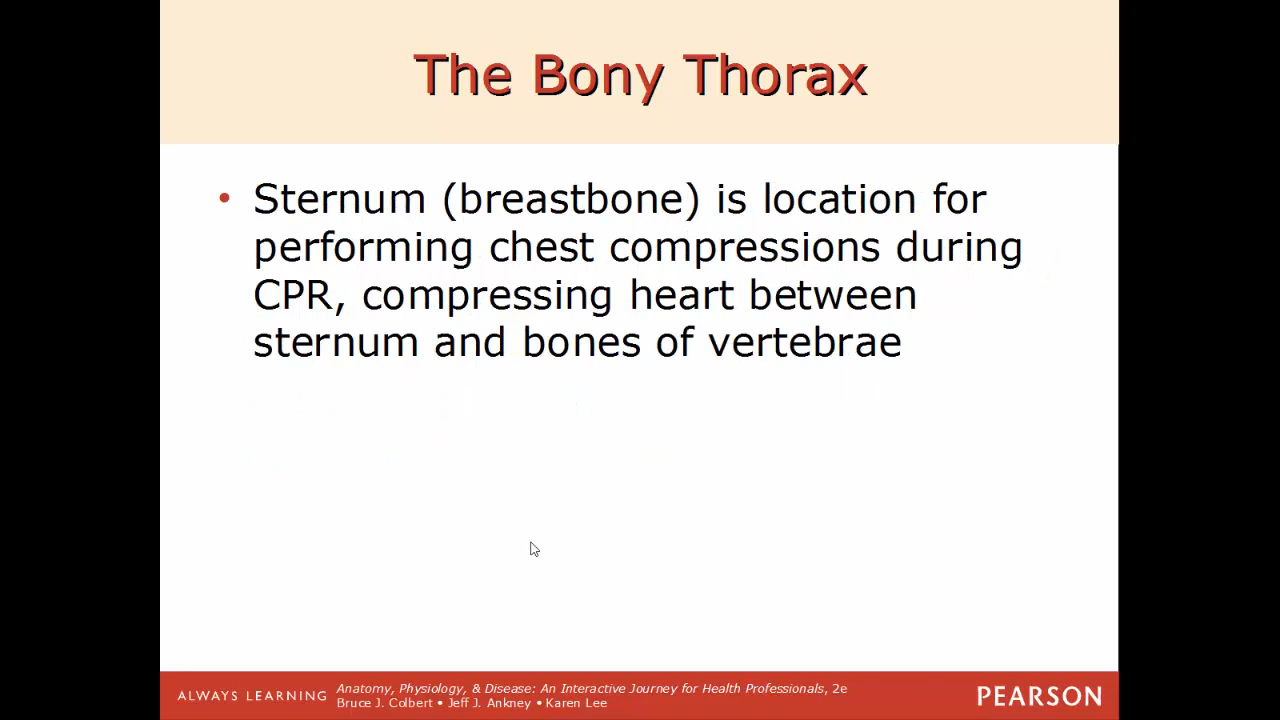 The Bony Thorax
• Sternum (breastbone) is location for
performing chest compressions during
CPR, compressing heart between
sternum and bones of vertebrae
ALWAYS LEARNING
Anatomy, Physiology, & Disease: An Interactive Journey for Health Professionals, 2e
Bruce J. Colbert • Jeff J. Ankney • Karen Lee
PEARSON